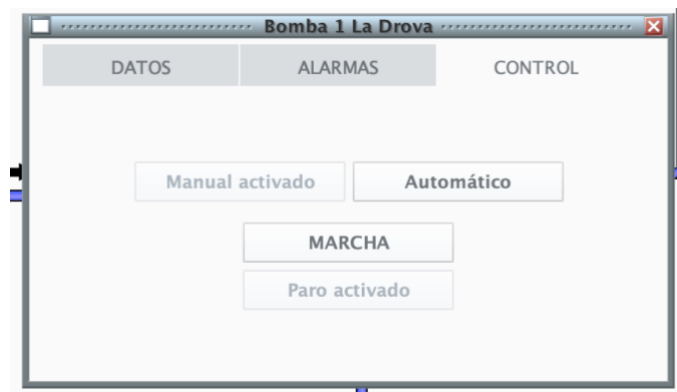 Bomba 1 La Drova
DATOS ALARMAS CONTROL
Manual activado Automático
MARCHA
Paro activado